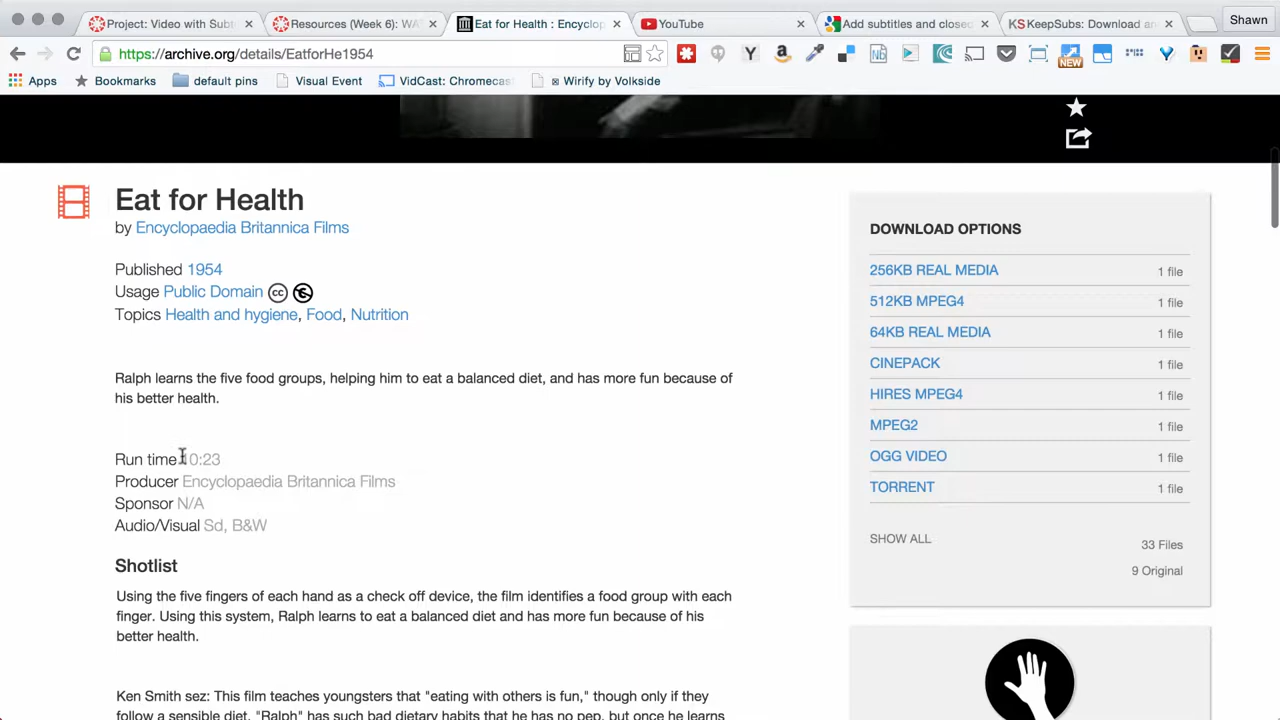 Project: Video with Subt
Resources (Week 6): WA
Eat for Health : Encyclop
YouTube
Add subtitles and closed
KS KeepSubs: Download an
Shawn
https://archive.org/details/EatforHe1954
NEW
Apps
Bookmarks
default pins
Visual Event
VidCast: Chromecas
Wirify by Volkside
Eat for Health
by Encyclopaedia Britannica Films
Published 1954
Usage Public Domain
Topics Health and hygiene, Food, Nutrition
Ralph learns the five food groups, helping him to eat a balanced diet, and has more fun because of
his better health.
Run time 10:23
Producer Encyclopaedia Britannica Films
Sponsor N/A
Audio/Visual Sd, B&W
Shotlist
Using the five fingers of each hand as a check off device, the film identifies a food group with each
finger. Using this system, Ralph learns to eat a balanced diet and has more fun because of his
better health.
Ken Smith sez: This film teaches youngsters that "eating with others is fun," though only if they
follow a sensible diet. "Ralph" has such bad dietary habits that he has no pep, but once he learns
DOWNLOAD OPTIONS
256KB REAL MEDIA 1 file
512KB MPEG4 1 file
64KB REAL MEDIA 1 file
CINEPACK 1 file
HIRES MPEG4 1 file
MPEG2 1 file
OGG VIDEO 1 file
TORRENT 1 file
SHOW ALL 33 Files
9 Original